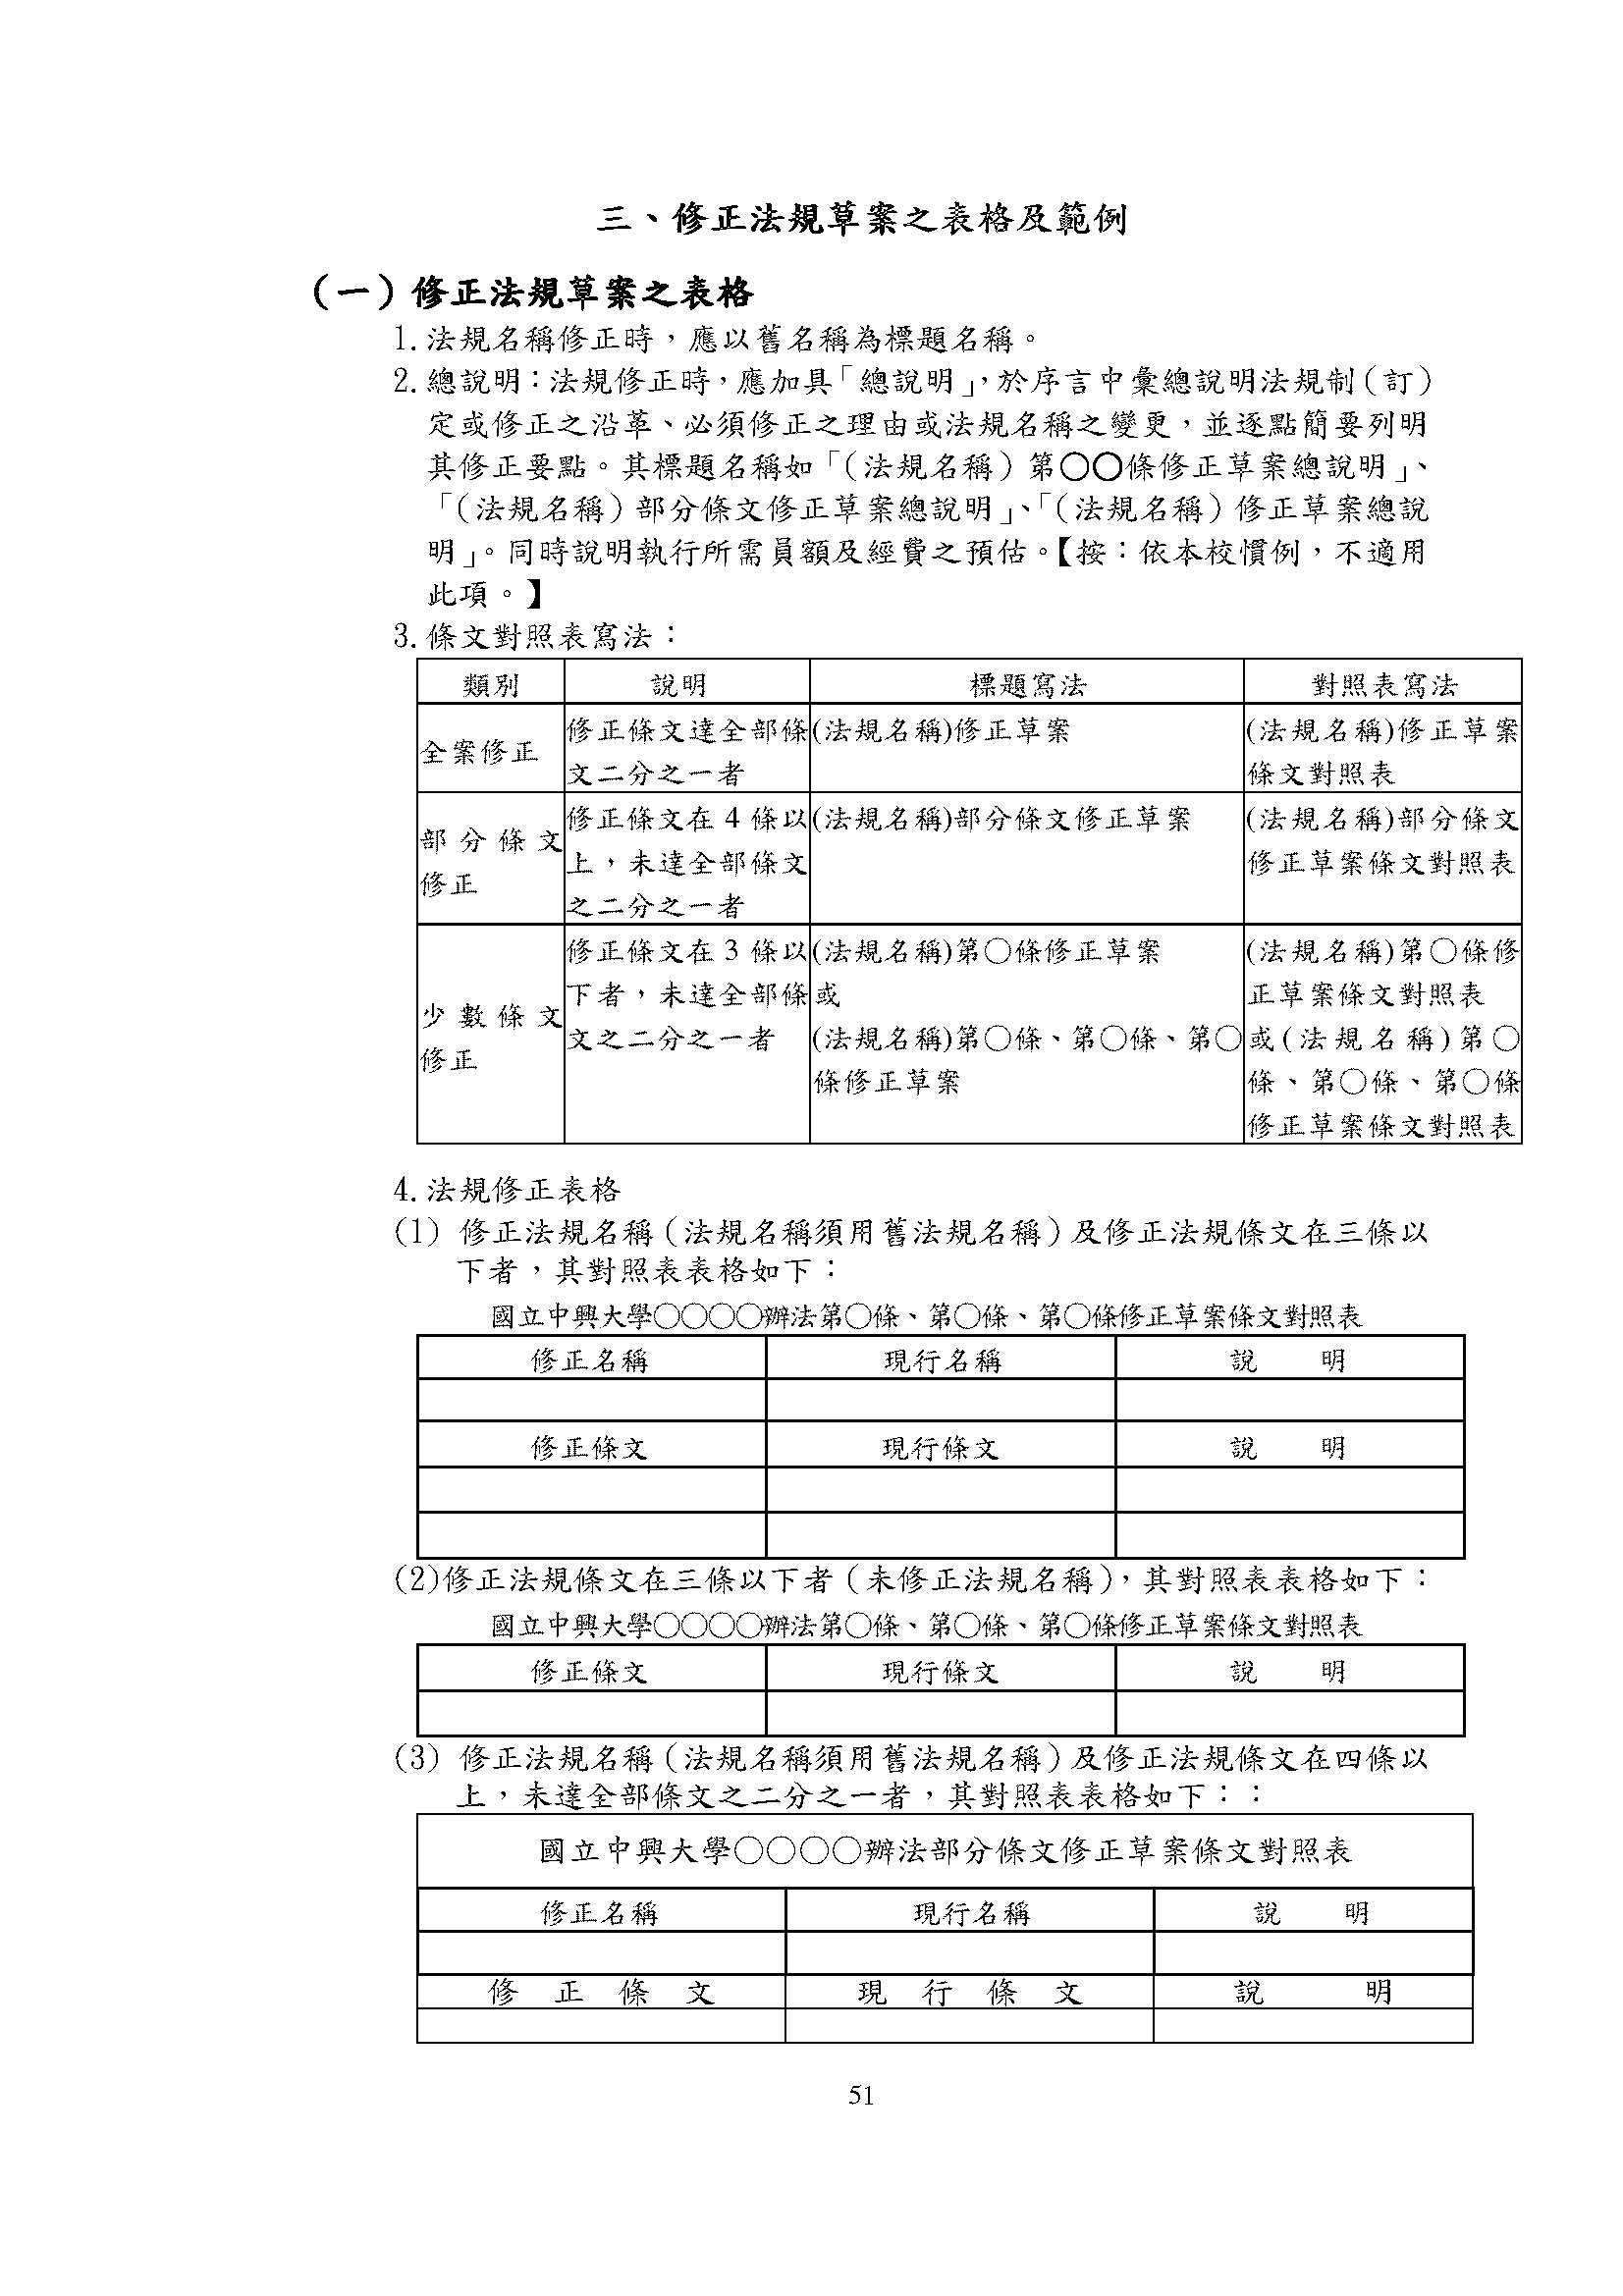 三、修正法規草案之表格及範例
（一）修正法規草案之表格
1.法規名稱修正時，應以舊名稱為標題名稱。
2.總說明：法規修正時，應加具「總說明」，於序言中彙總說明法規制（訂）
定或修正之沿革、必須修正之理由或法規名稱之變更，並逐點簡要列明
其修正要點。其標題名稱如「（法規名稱）第〇〇條修正草案總說明」、
「（法規名稱）部分條文修正草案總說明」、「（法規名稱）修正草案總說
明」。同時說明執行所需員額及經費之預估。【按：依本校慣例，不適用
此項。】
3.條文對照表寫法：
類別 說明 標題寫法 對照表寫法
全案修正
修正條文達全部條
文二分之一者
(法規名稱)修正草案
(法規名稱)修正草案
條文對照表
部分條文
修正
修正條文在 4 條以
上，未達全部條文
之二分之一者
(法規名稱)部分條文修正草案
(法規名稱)部分條文
修正草案條文對照表
少數條文
修正
修正條文在 3 條以
下者，未達全部條
文之二分之一者
(法規名稱)第〇條修正草案
或
(法規名稱)第〇條、第〇條、第〇
條修正草案
(法規名稱)第〇條修
正草案條文對照表
或(法規名稱)第〇
條、第〇條、第〇條
修正草案條文對照表
4.法規修正表格
(1) 修正法規名稱（法規名稱須用舊法規名稱）及修正法規條文在三條以
下者，其對照表表格如下：
國立中興大學〇〇〇〇辦法第〇條、第〇條、第〇條修正草案條文對照表
修正名稱 現行名稱 說　　明
修正條文 現行條文 說　　明
(2)修正法規條文在三條以下者（未修正法規名稱），其對照表表格如下：
國立中興大學〇〇〇〇辦法第〇條、第〇條、第〇條修正草案條文對照表
修正條文 現行條文 說　　明
(3) 修正法規名稱（法規名稱須用舊法規名稱）及修正法規條文在四條以
上，未達全部條文之二分之一者，其對照表表格如下：：
國立中興大學〇〇〇〇辦法部分條文修正草案條文對照表
修正名稱 現行名稱 說　　明
修　正　條　文 現　行　條　文 說　　　明
51